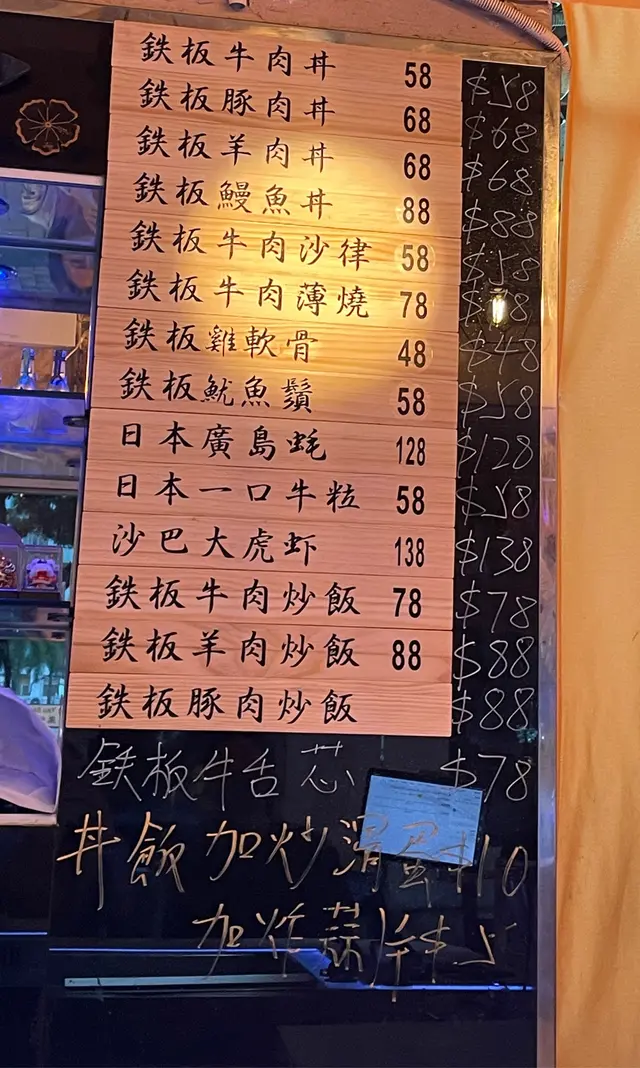 鉄板牛肉丼 58 $58
鉄板豚肉丼 68 $68
鉄板羊肉丼 68 $68
鉄板鰻魚丼 88 $88
鉄板牛肉沙律 58 $58
鉄板牛肉薄燒 78
鉄板雞軟骨 48 $48
鉄板魷魚鬚 58 $58
日本廣島蚝 128 $128
日本一口牛粒 58 $58
沙巴大虎虾 138 $138
鉄板牛肉炒飯 78 $78
鉄板羊肉炒飯 88 $88
鉄板豚肉炒飯 $88
鉄板牛舌芯 $78
丼飯加炒滑蛋$10
加炸蒜片$5